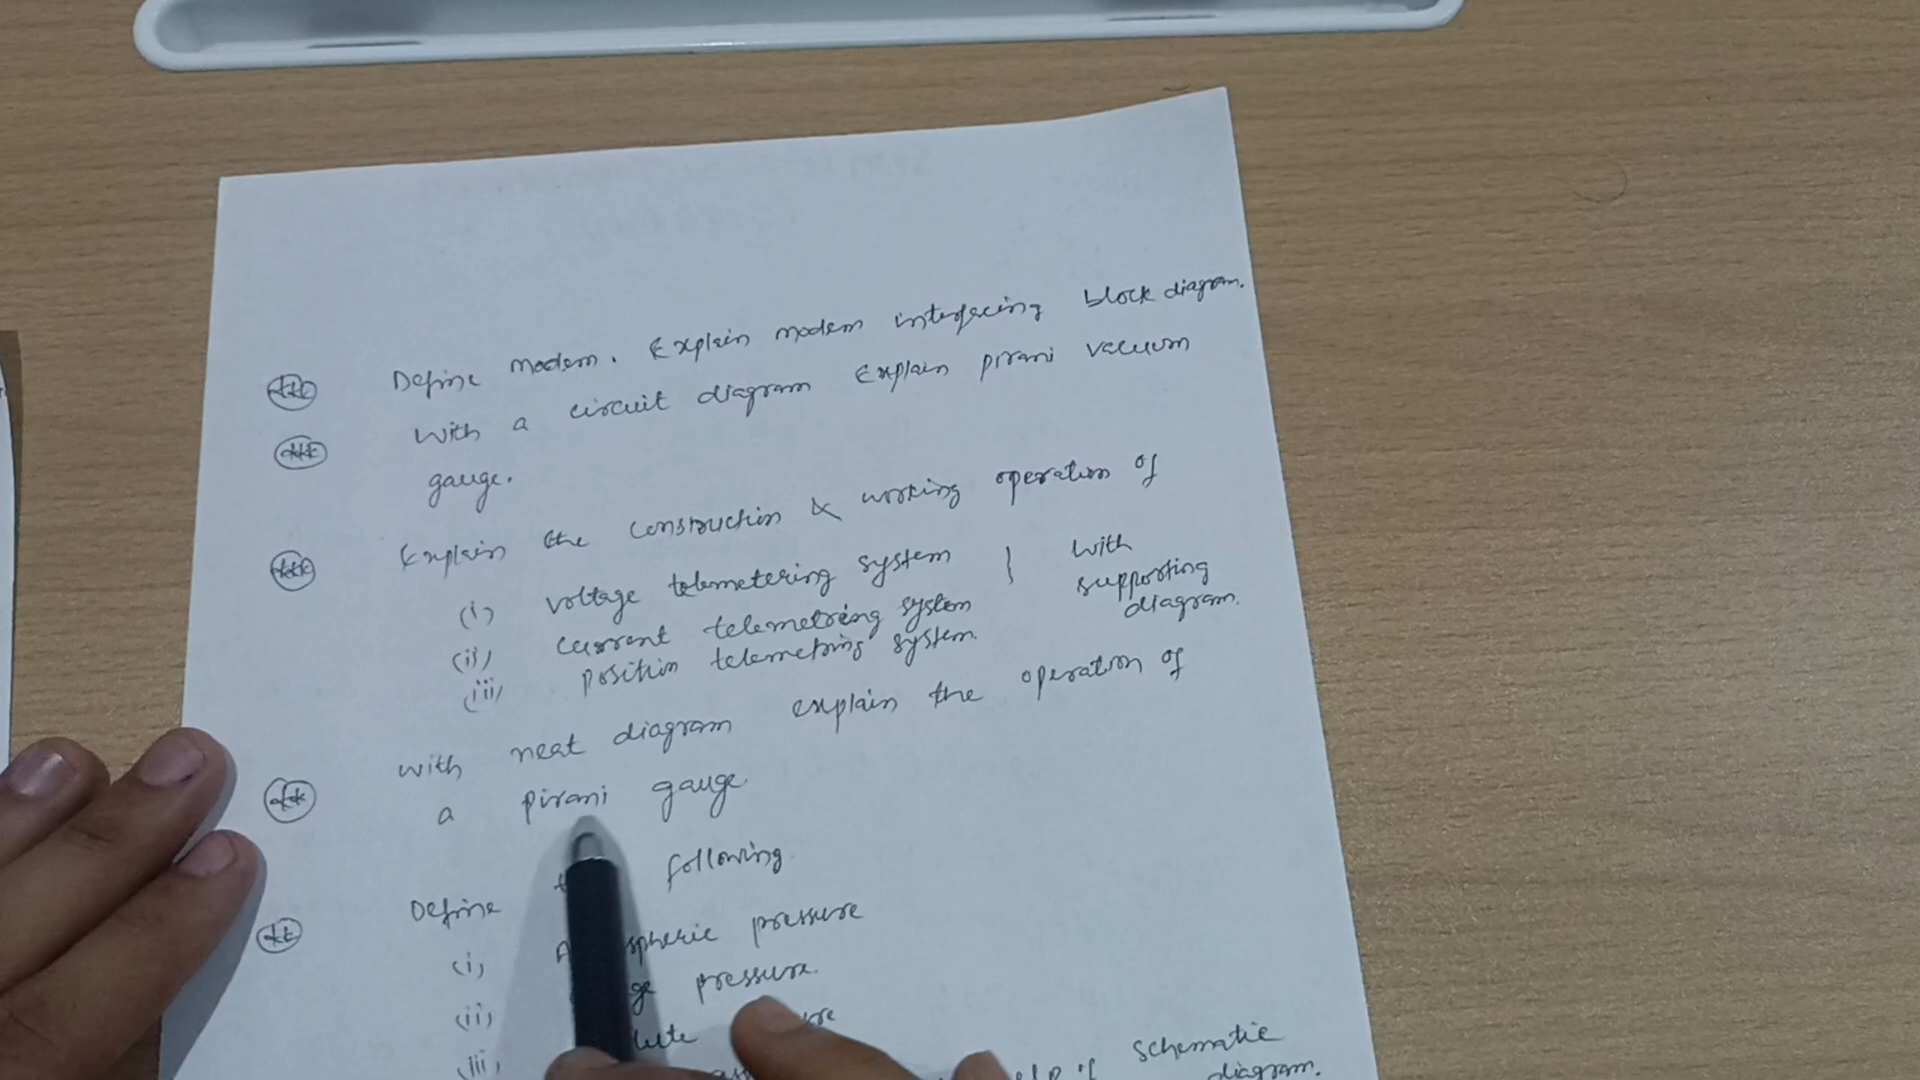 *** Define modem. Explain modem interfacing block diagram.
*** With a circuit diagram Explain pirani vacuum
gauge.
*** Explain the construction & working operation of
(i) voltage telemetering system } with
(ii) current telemetring system supporting
(iii) position telemetring system. diagram.
** with neat diagram explain the operation of
a pirani gauge
** Define following
(i) pressure
(ii) pressure.
(iii)
schematic
diagram.